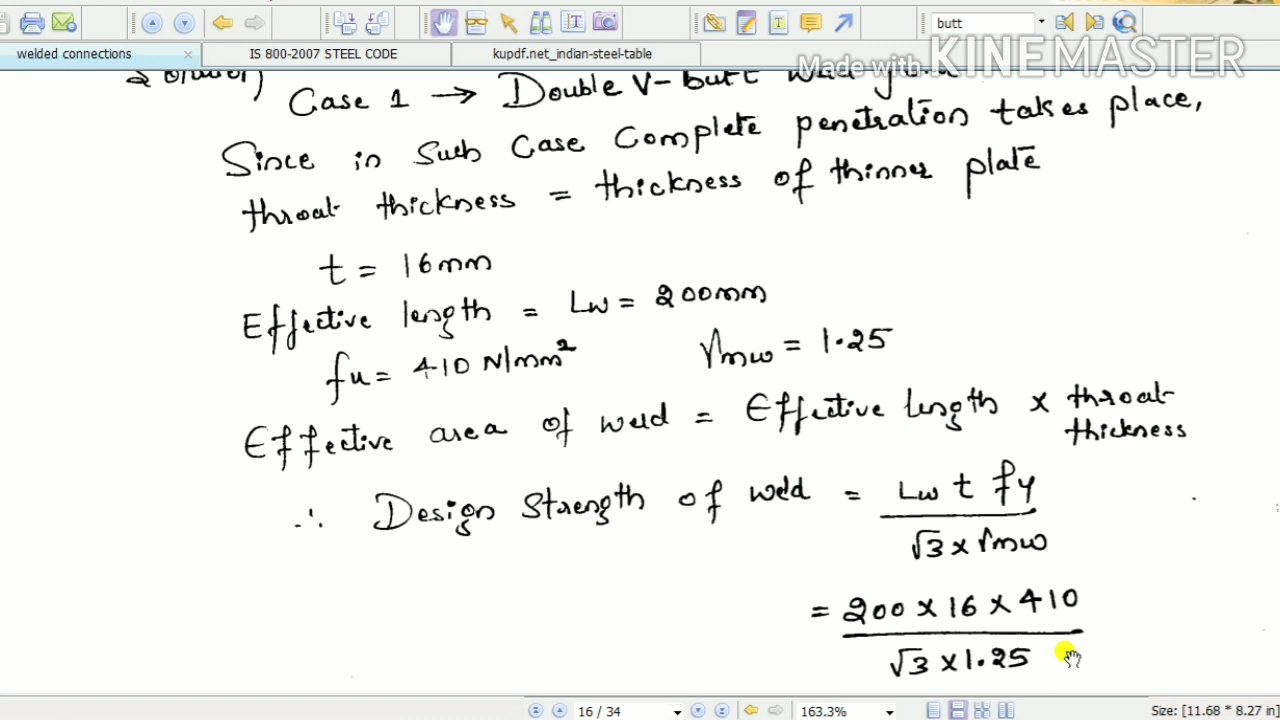 butt
welded connections × IS 800-2007 STEEL CODE kupdf.net_indian-steel-table
Made with KINEMASTER
Case 1 → Double V-butt
Since in such case complete penetration takes place,
throat thickness = thickness of thinner plate
t = 16mm
Effective length = Lw = 200mm
fu = 410 N/mm² γmw = 1.25
Effective area of weld = Effective length × throat
thickness
∴ Design strength of weld = Lw t fy
√3 × γmw
= 200 × 16 × 410
√3 × 1.25
16 / 34 163.3% Size: [11.68 * 8.27 in]